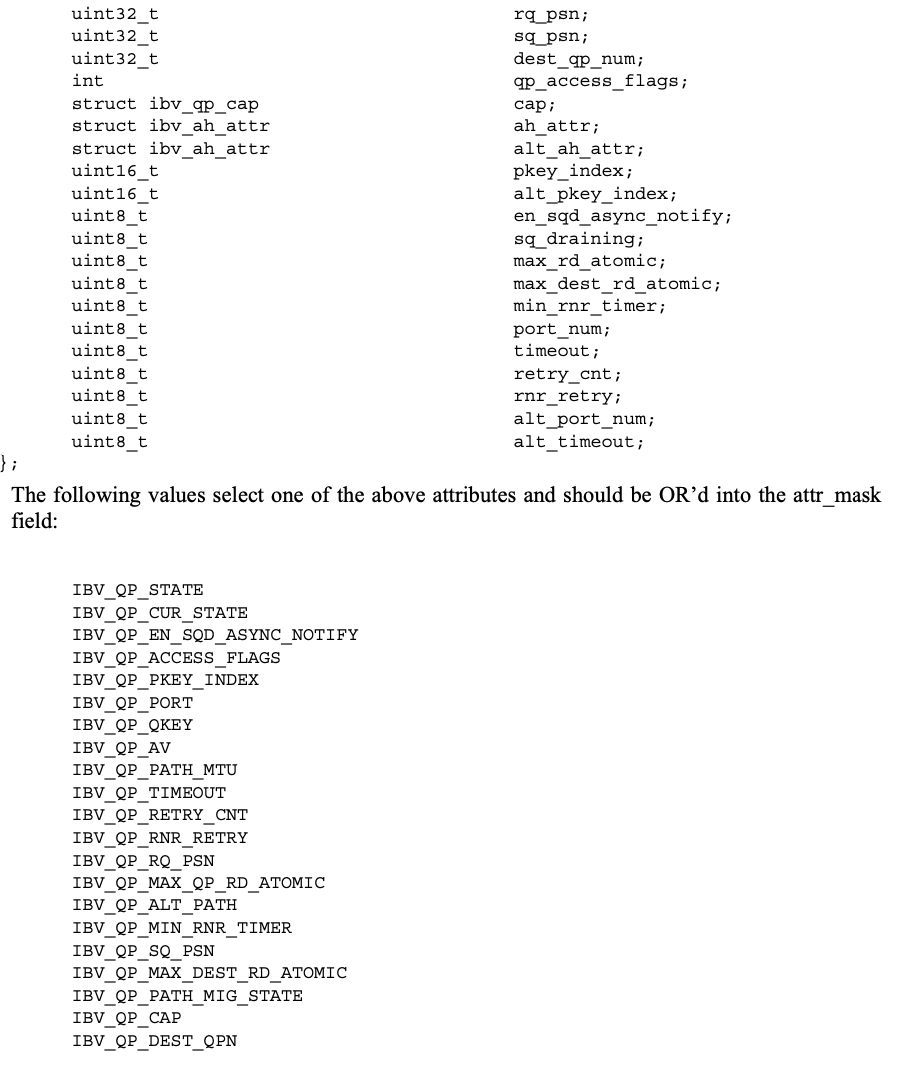 uint32_t rq_psn;
uint32_t sq_psn;
uint32_t dest_qp_num;
int qp_access_flags;
struct ibv_qp_cap cap;
struct ibv_ah_attr ah_attr;
struct ibv_ah_attr alt_ah_attr;
uint16_t pkey_index;
uint16_t alt_pkey_index;
uint8_t en_sqd_async_notify;
uint8_t sq_draining;
uint8_t max_rd_atomic;
uint8_t max_dest_rd_atomic;
uint8_t min_rnr_timer;
uint8_t port_num;
uint8_t timeout;
uint8_t retry_cnt;
uint8_t rnr_retry;
uint8_t alt_port_num;
uint8_t alt_timeout;
};
The following values select one of the above attributes and should be OR’d into the attr_mask
field:
IBV_QP_STATE
IBV_QP_CUR_STATE
IBV_QP_EN_SQD_ASYNC_NOTIFY
IBV_QP_ACCESS_FLAGS
IBV_QP_PKEY_INDEX
IBV_QP_PORT
IBV_QP_QKEY
IBV_QP_AV
IBV_QP_PATH_MTU
IBV_QP_TIMEOUT
IBV_QP_RETRY_CNT
IBV_QP_RNR_RETRY
IBV_QP_RQ_PSN
IBV_QP_MAX_QP_RD_ATOMIC
IBV_QP_ALT_PATH
IBV_QP_MIN_RNR_TIMER
IBV_QP_SQ_PSN
IBV_QP_MAX_DEST_RD_ATOMIC
IBV_QP_PATH_MIG_STATE
IBV_QP_CAP
IBV_QP_DEST_QPN